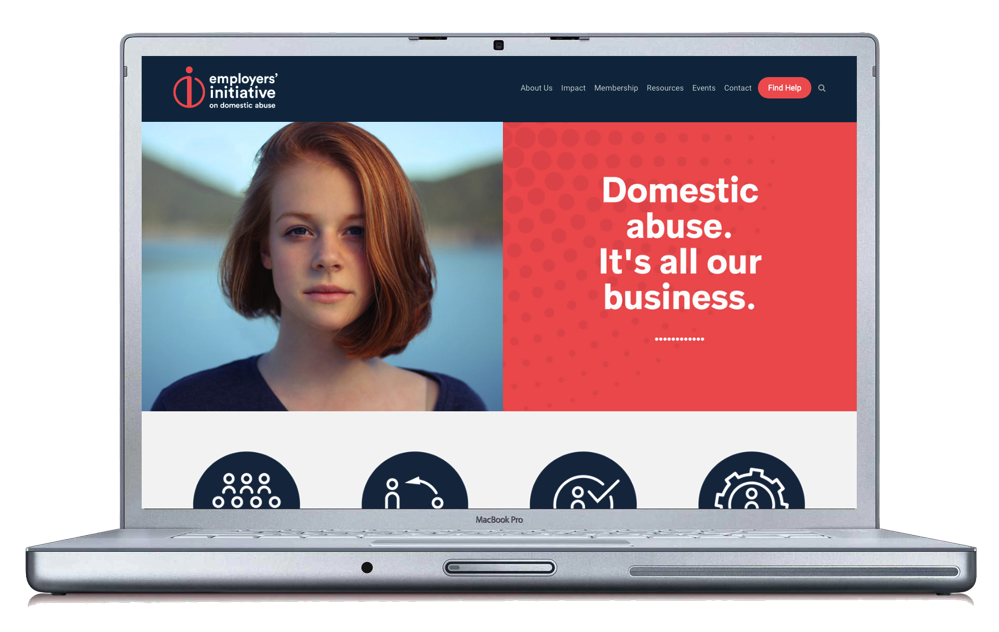 employers'
initiative
on domestic abuse
About Us Impact Membership Resources Events Contact Find Help
Domestic
abuse.
It's all our
business.
MacBook Pro